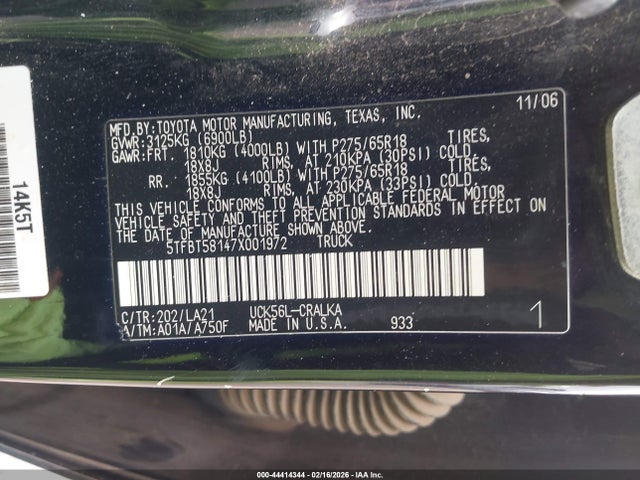 MFD.BY:TOYOTA MOTOR MANUFACTURING, TEXAS, INC. 11/06
GVWR:3125KG (6900LB)
GAWR:FRT. 1810KG (4000LB) WITH P275/65R18 TIRES,
18X8J RIMS, AT 210KPA (30PSI) COLD.
RR. 1855KG (4100LB) WITH P275/65R18 TIRES,
18X8J RIMS, AT 230KPA (33PSI) COLD
THIS VEHICLE CONFORMS TO ALL APPLICABLE FEDERAL MOTOR
VEHICLE SAFETY AND THEFT PREVENTION STANDARDS IN EFFECT ON
THE DATE OF MANUFACTURE SHOWN ABOVE.
5TFBT58147X001972 TRUCK
C/TR:202/LA21 UCK56L-CRALKA
A/TM:A01A/A750F MADE IN U.S.A. 933 1
14K5T
000-44414344 | 02/16/2026 | IAA Inc.